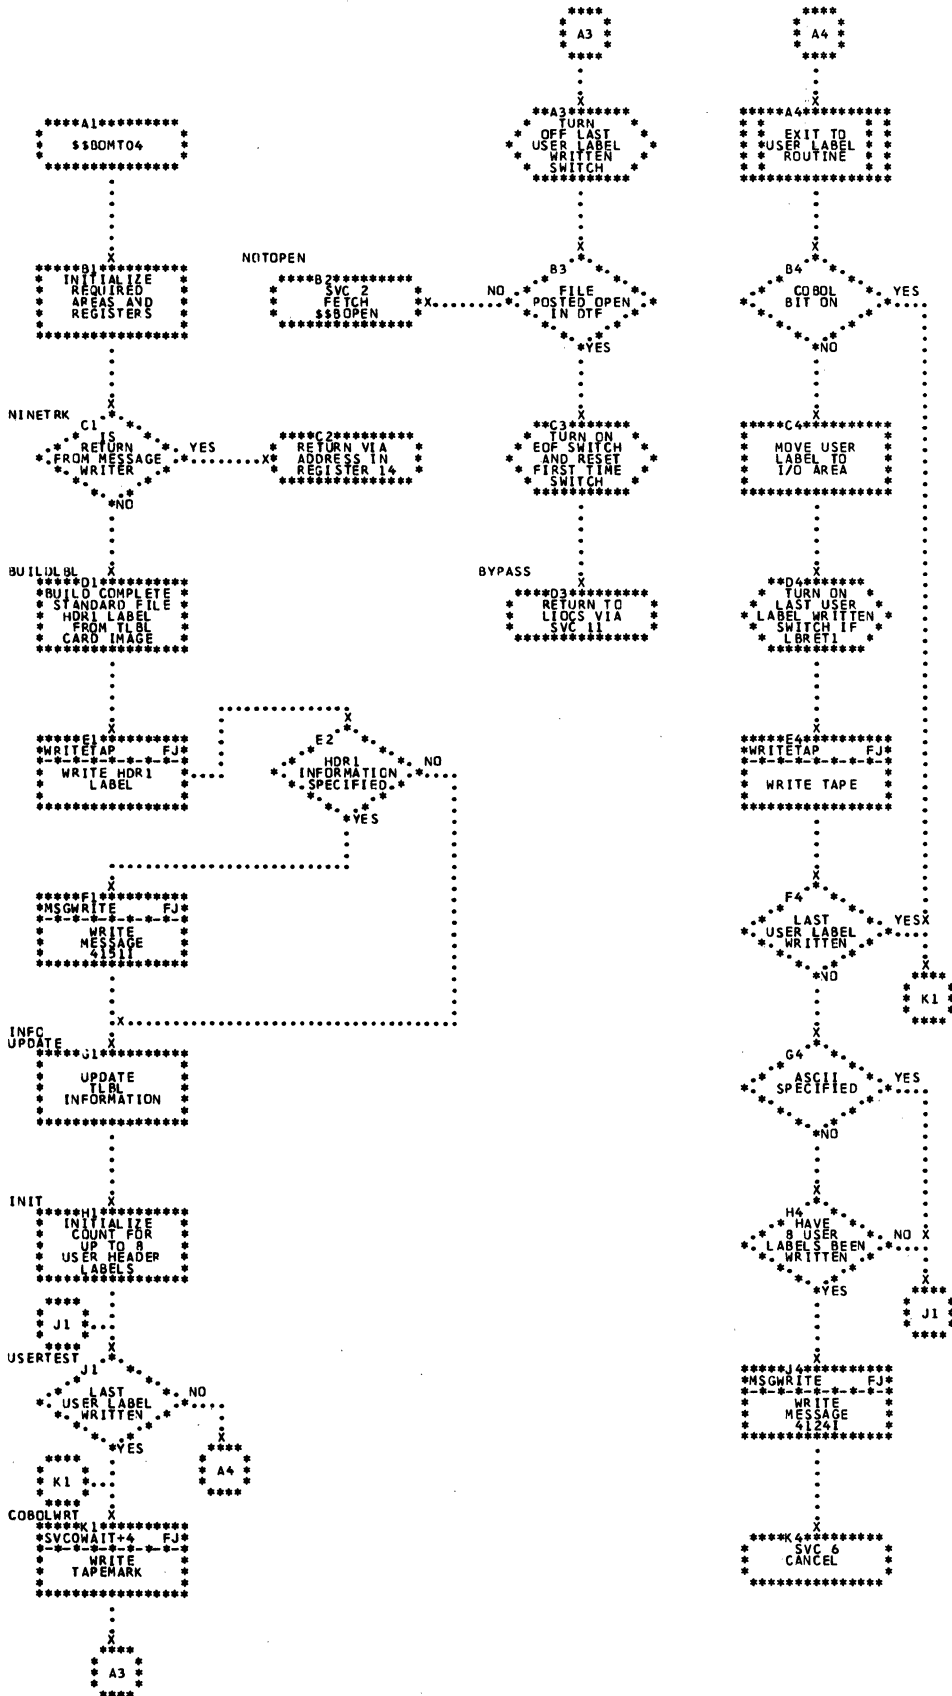 A3
A4
A1
$$BOMT04
A3
TURN
OFF LAST
USER LABEL
WRITTEN
SWITCH
A4
EXIT TO
USER LABEL
ROUTINE
B1
INITIALIZE
REQUIRED
AREAS AND
REGISTERS
NOTOPEN
B2
SVC 2
FETCH
$$BOPEN
NO
B3
FILE
POSTED OPEN
IN DTF
YES
B4
COBOL
BIT ON
YES
NO
NINETRK
C1
IS
RETURN
FROM MESSAGE
WRITER
YES
NO
C2
RETURN VIA
ADDRESS IN
REGISTER 14
C3
TURN ON
EOF SWITCH
AND RESET
FIRST TIME
SWITCH
C4
MOVE USER
LABEL TO
I/O AREA
BUILDLBL
D1
BUILD COMPLETE
STANDARD FILE
HDR1 LABEL
FROM TLBL
CARD IMAGE
BYPASS
D3
RETURN TO
LIOCS VIA
SVC 11
D4
TURN ON
LAST USER
LABEL WRITTEN
SWITCH IF
LBRET1
E1
WRITETAP FJ
WRITE HDR1
LABEL
E2
HDR1
INFORMATION
SPECIFIED
NO
YES
E4
WRITETAP FJ
WRITE TAPE
F1
MSGWRITE FJ
WRITE
MESSAGE
4151I
F4
LAST
USER LABEL
WRITTEN
YES
NO
K1
INFO
UPDATE
G1
UPDATE
TLBL
INFORMATION
G4
ASCII
SPECIFIED
YES
NO
INIT
H1
INITIALIZE
COUNT FOR
UP TO 8
USER HEADER
LABELS
H4
HAVE
8 USER
LABELS BEEN
WRITTEN
NO
YES
J1
J1
USERTEST
J1
LAST
USER LABEL
WRITTEN
NO
YES
A4
J4
MSGWRITE FJ
WRITE
MESSAGE
4124I
K1
COBOLWRT
K1
SVCOWAIT+4 FJ
WRITE
TAPEMARK
K4
SVC 6
CANCEL
A3